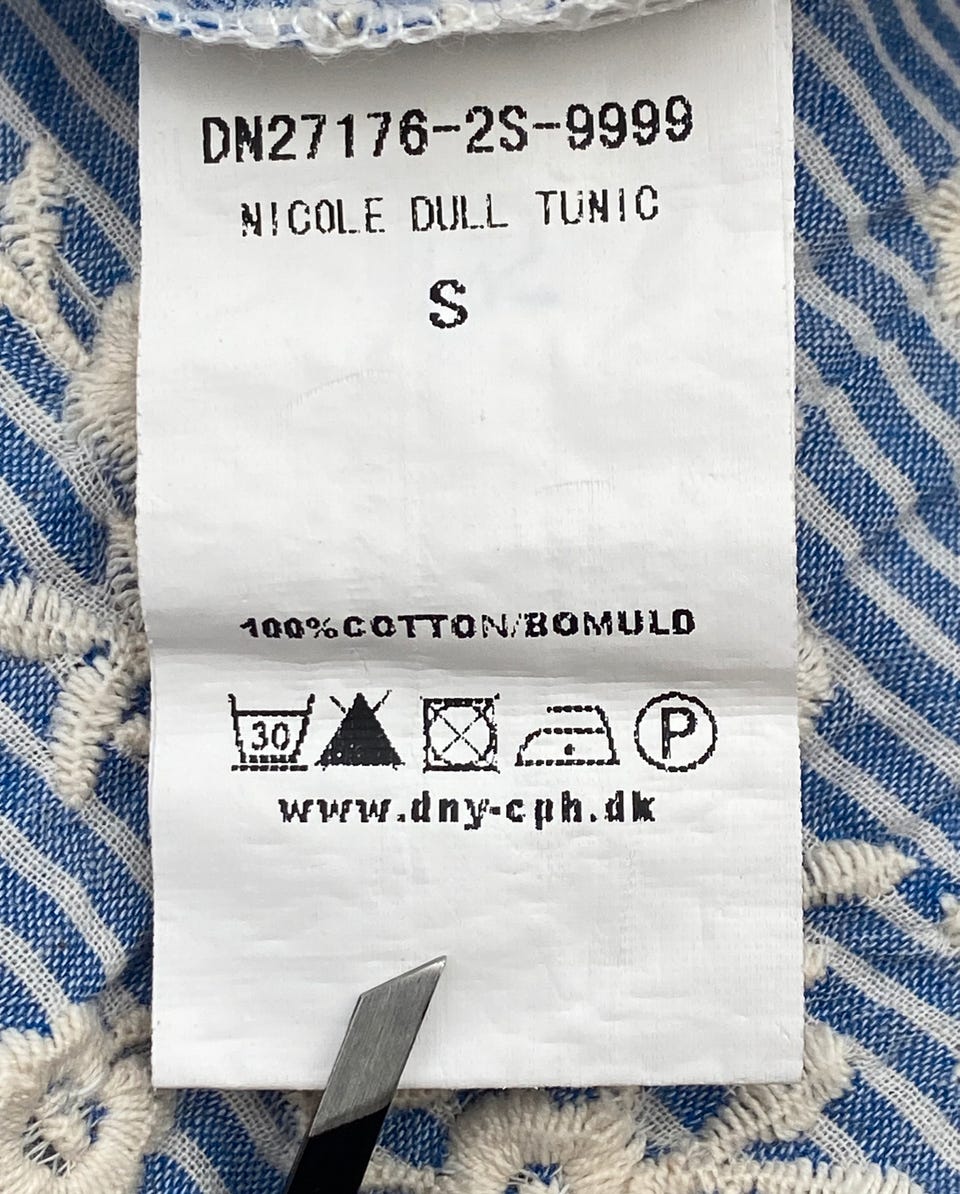 DN27176-2S-9999
NICOLE DULL TUNIC
S
100%COTTON/BOMULD
30 P
www.dny-cph.dk